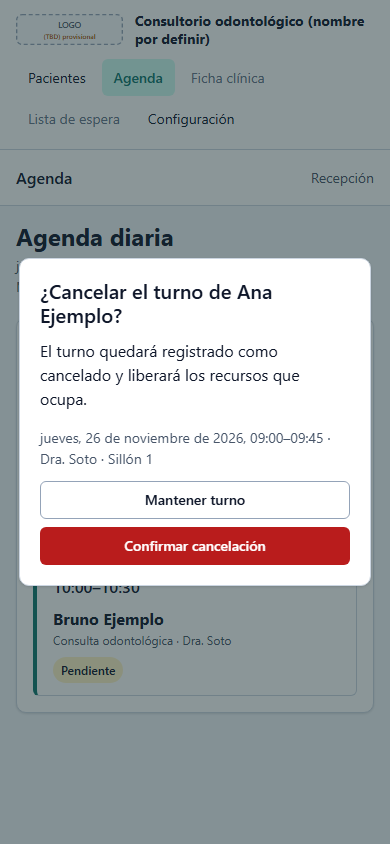 LOGO
(TBD) provisional
Consultorio odontológico (nombre
por definir)
Pacientes
Agenda
Ficha clínica
Lista de espera
Configuración
Agenda
Recepción
Agenda diaria
¿Cancelar el turno de Ana
Ejemplo?
El turno quedará registrado como
cancelado y liberará los recursos que
ocupa.
jueves, 26 de noviembre de 2026, 09:00–09:45 ·
Dra. Soto · Sillón 1
Mantener turno
Confirmar cancelación
10:00–10:30
Bruno Ejemplo
Consulta odontológica · Dra. Soto
Pendiente